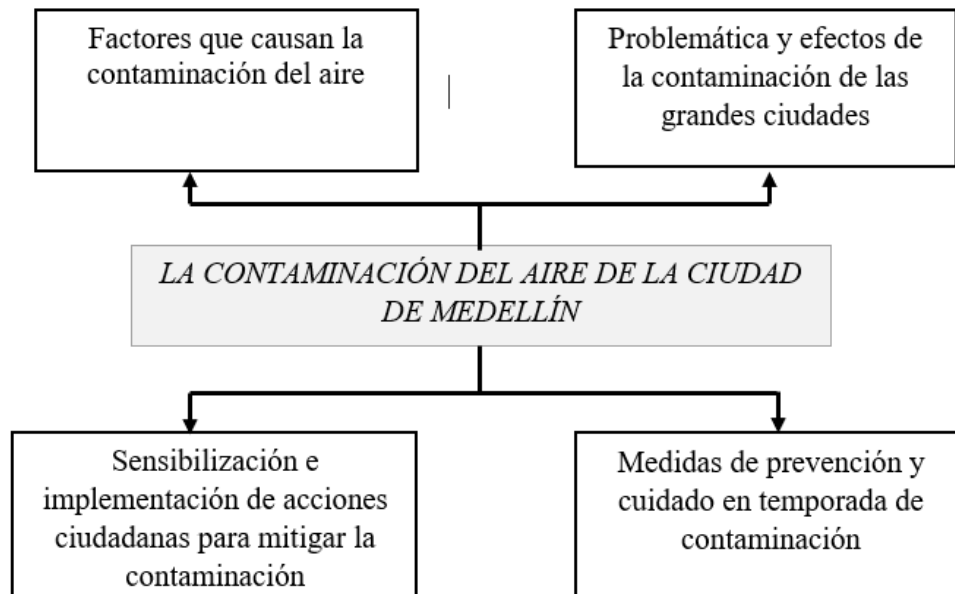 Factores que causan la
contaminación del aire
Problemática y efectos de
la contaminación de las
grandes ciudades
LA CONTAMINACIÓN DEL AIRE DE LA CIUDAD
DE MEDELLÍN
Sensibilización e
implementación de acciones
ciudadanas para mitigar la
contaminación
Medidas de prevención y
cuidado en temporada de
contaminación